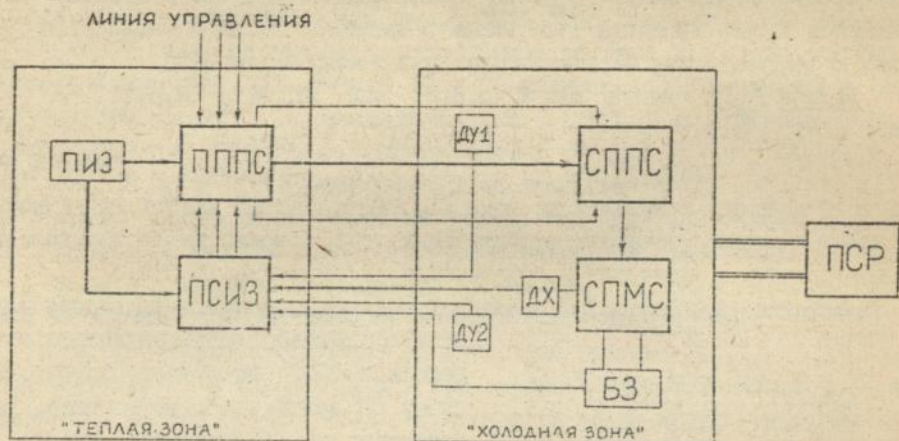 ЛИНИЯ УПРАВЛЕНИЯ
ПИЗ
ПППС
ДУ1
СППС
ПСИЗ
ДХ
СПМС
ПСР
ДУ2
БЗ
"ТЕПЛАЯ ЗОНА"
"ХОЛОДНАЯ ЗОНА"